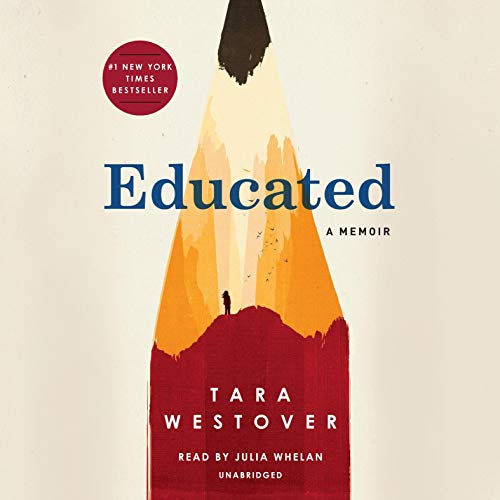 #1 NEW YORK
TIMES
BESTSELLER
Educated
A MEMOIR
TARA
WESTOVER
READ BY JULIA WHELAN
UNABRIDGED